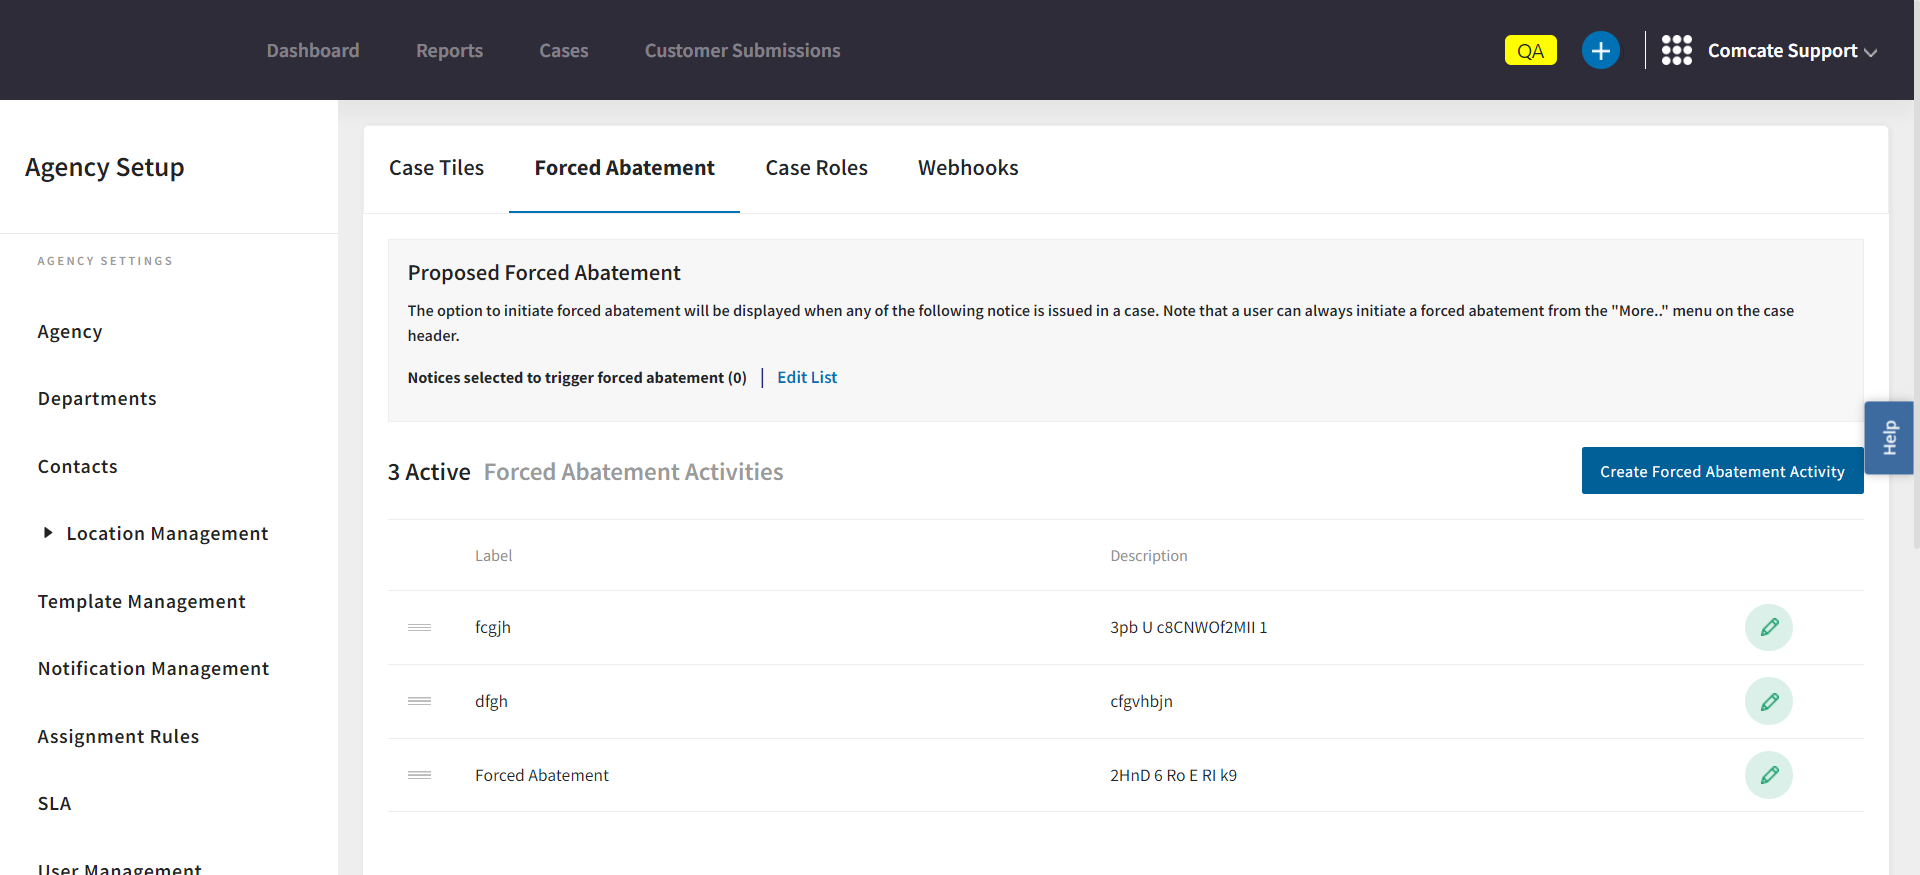 Dashboard
Reports
Cases
Customer Submissions
QA
Comcate Support
Agency Setup
AGENCY SETTINGS
Agency
Departments
Contacts
Location Management
Template Management
Notification Management
Assignment Rules
SLA
User Management
Case Tiles
Forced Abatement
Case Roles
Webhooks
Proposed Forced Abatement
The option to initiate forced abatement will be displayed when any of the following notice is issued in a case. Note that a user can always initiate a forced abatement from the "More.." menu on the case
header.
Notices selected to trigger forced abatement (0)
Edit List
Help
3 Active Forced Abatement Activities
Create Forced Abatement Activity
Label
Description
fcgjh
3pb U c8CNWOf2MII 1
dfgh
cfgvhbjn
Forced Abatement
2HnD 6 Ro E RI k9